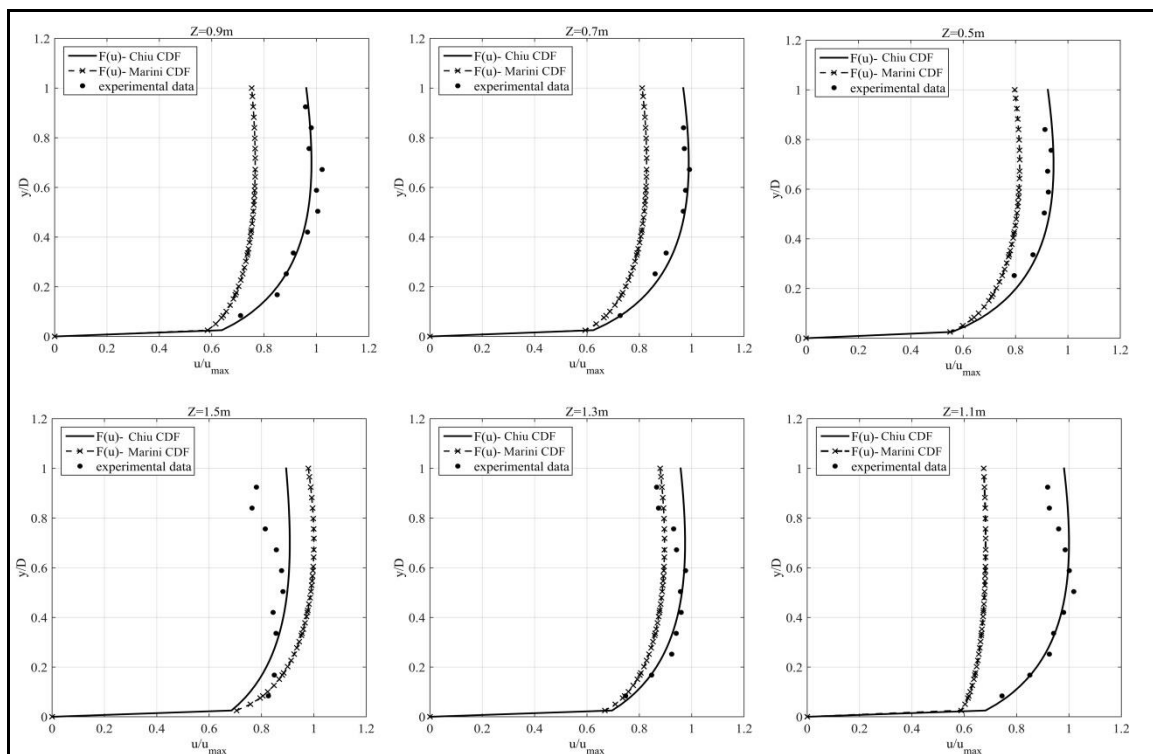 Z=0.9m
1.2
F(u)- Chiu CDF
F(u)- Marini CDF
experimental data
1
0.8
y/D
0.6
0.4
0.2
0
0 0.2 0.4 0.6 0.8 1 1.2
u/u_max
Z=0.7m
1.2
F(u)- Chiu CDF
F(u)- Marini CDF
experimental data
1
0.8
y/D
0.6
0.4
0.2
0
0 0.2 0.4 0.6 0.8 1 1.2
u/u_max
Z=0.5m
1.2
F(u)- Chiu CDF
F(u)- Marini CDF
experimental data
1
0.8
y/D
0.6
0.4
0.2
0
0 0.2 0.4 0.6 0.8 1 1.2
u/u_max
Z=1.5m
1.2
F(u)- Chiu CDF
F(u)- Marini CDF
experimental data
1
0.8
y/D
0.6
0.4
0.2
0
0 0.2 0.4 0.6 0.8 1 1.2
u/u_max
Z=1.3m
1.2
F(u)- Chiu CDF
F(u)- Marini CDF
experimental data
1
0.8
y/D
0.6
0.4
0.2
0
0 0.2 0.4 0.6 0.8 1 1.2
u/u_max
Z=1.1m
1.2
F(u)- Chiu CDF
F(u)- Marini CDF
experimental data
1
0.8
y/D
0.6
0.4
0.2
0
0 0.2 0.4 0.6 0.8 1 1.2
u/u_max